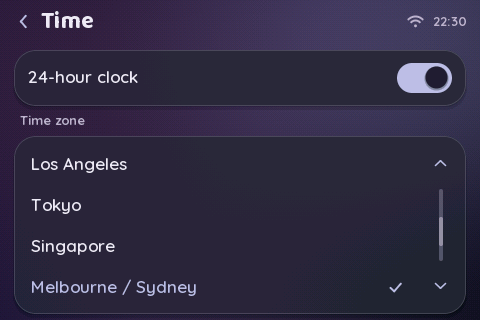 Time
22:30
24-hour clock
Time zone
Los Angeles
Tokyo
Singapore
Melbourne / Sydney